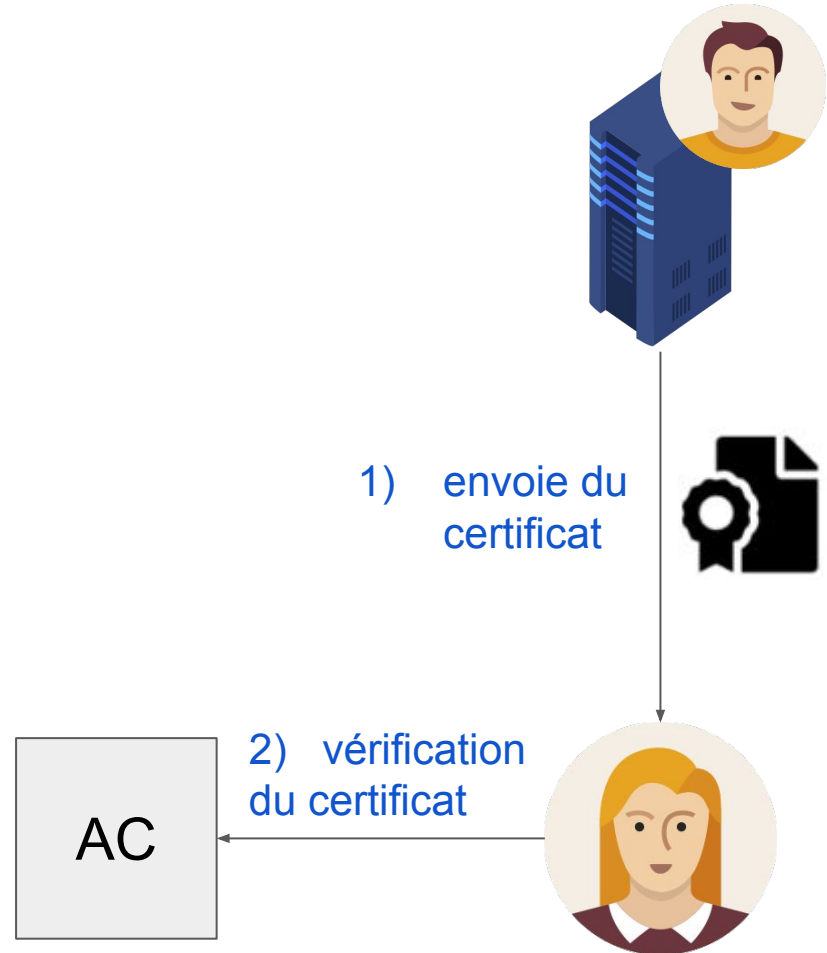 1) envoie du
certificat
2) vérification
du certificat
AC